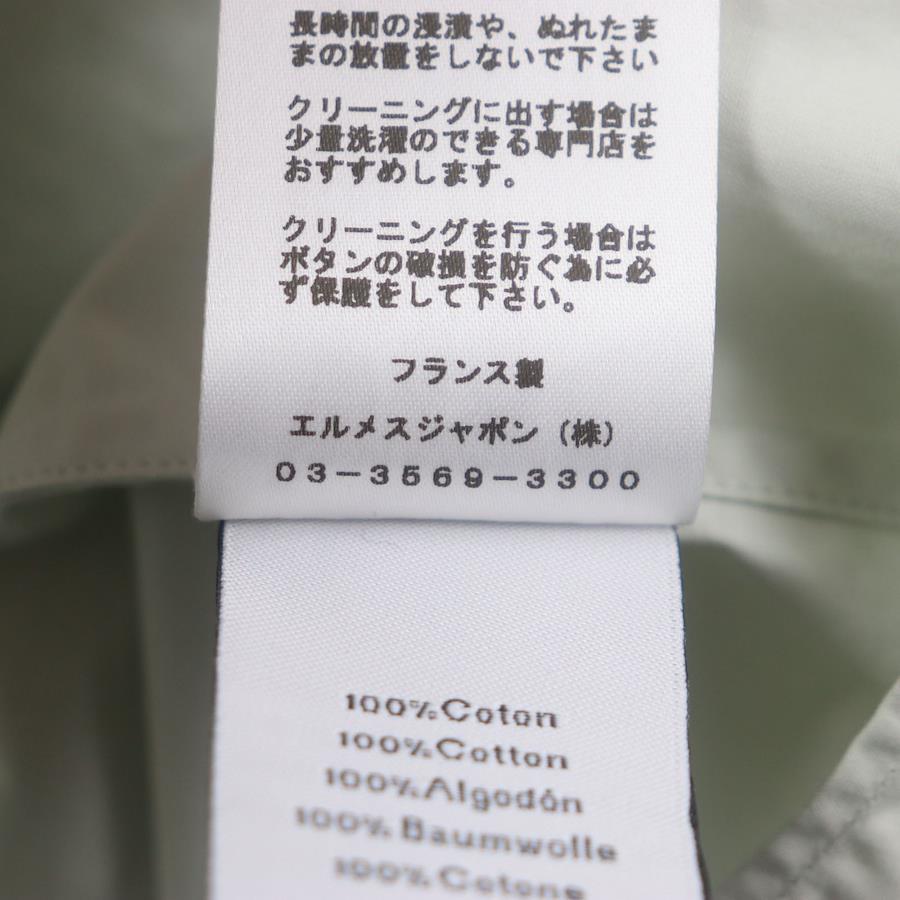 長時間の浸漬や、ぬれたま
まの放置をしないで下さい
クリーニングに出す場合は
少量洗濯のできる専門店を
おすすめします。
クリーニングを行う場合は
ボタンの破損を防ぐ為に必
ず保護をして下さい。
フランス製
エルメスジャポン（株）
03-3569-3300
100%Coton
100%Cotton
100%Algodón
100%Baumwolle
100%Cotone